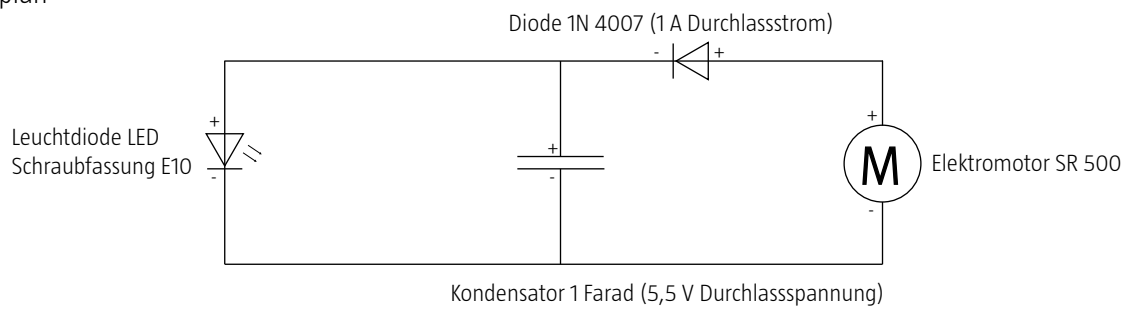 plan
Diode 1N 4007 (1 A Durchlassstrom)
- +
+ + +
Leuchtdiode LED
Schraubfassung E10
M
Elektromotor SR 500
- - -
Kondensator 1 Farad (5,5 V Durchlassspannung)